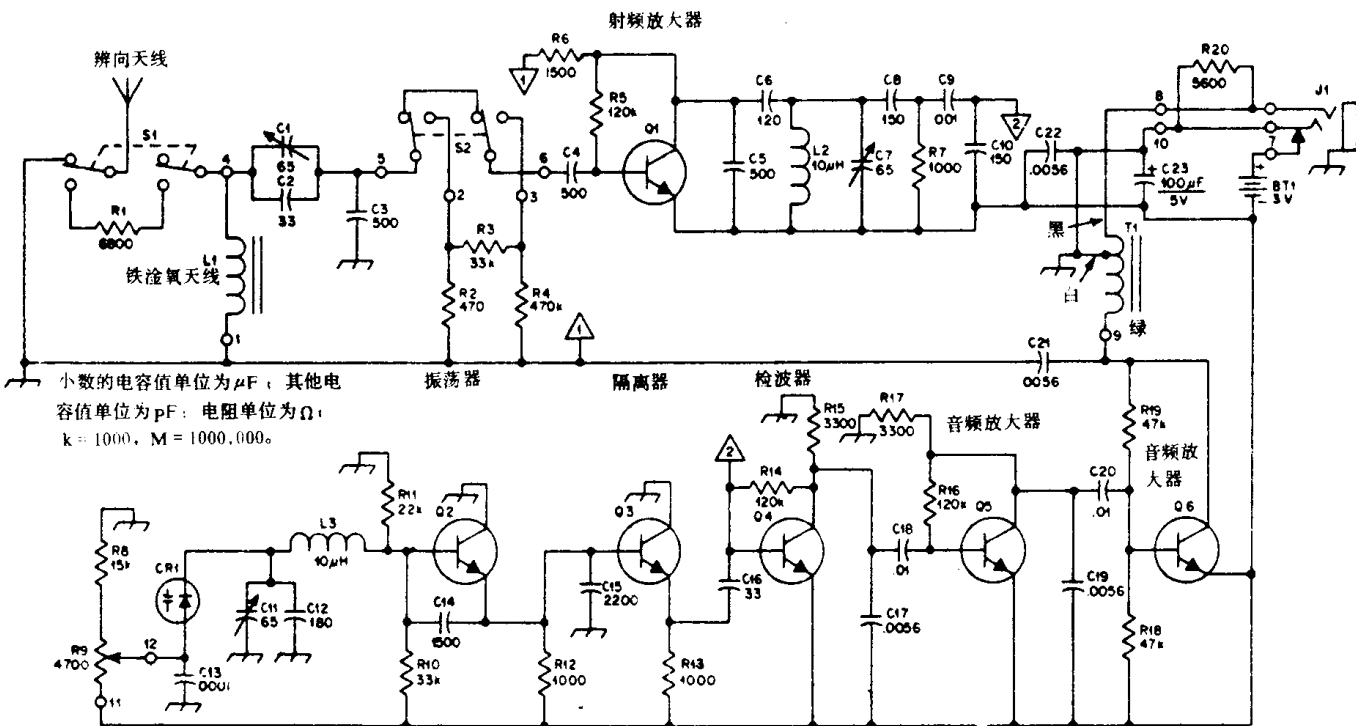 射频放大器
辨向天线
S1
R1
6800
4
C1
65
C2
33
L1
铁淦氧天线
1
C3
500
5
S2
2
3
6
R3
33k
R2
470
R4
470k
C4
500
R6
1500
1
R5
120k
Q1
C5
500
C6
120
L2
10μH
C7
65
C8
150
R7
1000
C9
.001
C10
150
2
C22
.0056
8
10
R20
5600
7
J1
+
C23
100μF
5V
+
BT1
3V
黑
T1
白
绿
9
1
C21
.0056
小数的电容值单位为μF；其他电
容值单位为pF；电阻单位为Ω；
k = 1000, M = 1000,000。
振荡器
隔离器
检波器
音频放大器
音频放
大器
R8
15k
R9
4700
11
12
CR1
C13
.001
C11
65
C12
180
L3
10μH
R11
22k
Q2
C14
1500
R10
33k
R12
1000
C15
2200
Q3
R13
1000
2
C16
33
R14
120k
Q4
R15
3300
C17
.0056
C18
.01
R17
3300
R16
120k
Q5
C19
.0056
C20
.01
R19
47k
R18
47k
Q6